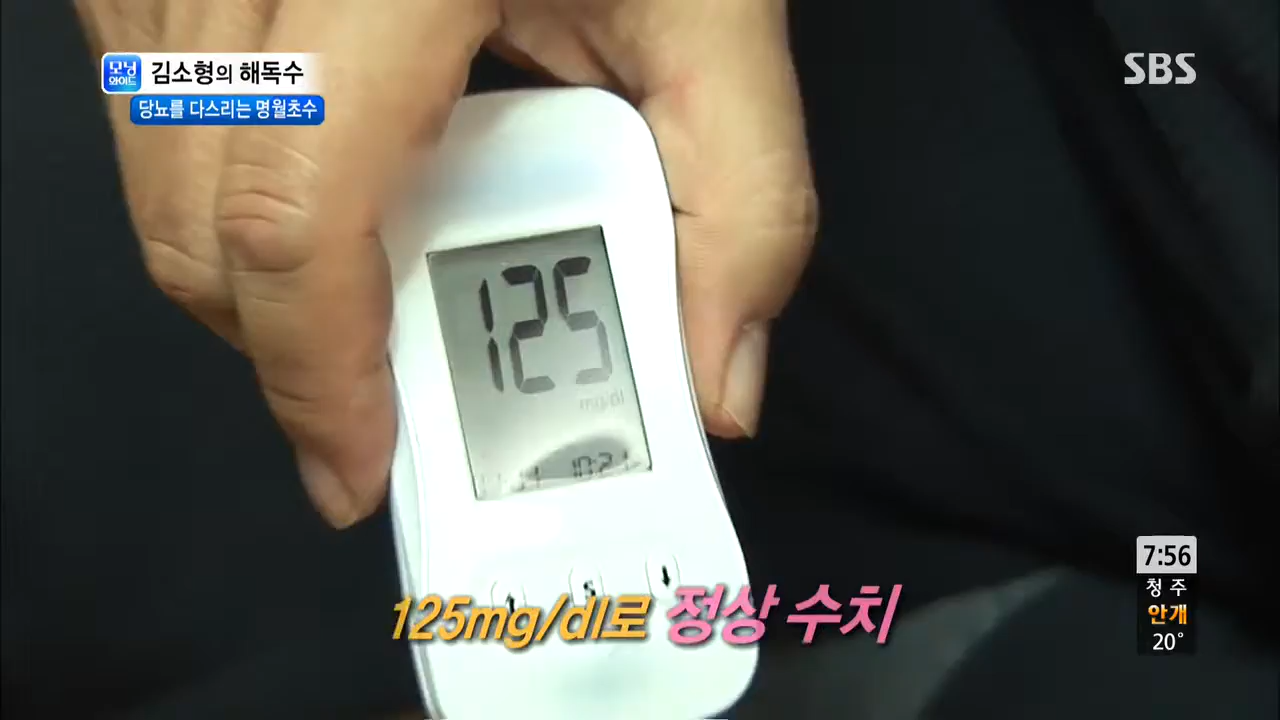 모닝
와이드
김소형의 해독수
당뇨를 다스리는 명월초수
SBS
125
mg/dl
10:21
7:56
청주
안개
20°
125mg/dl로 정상 수치